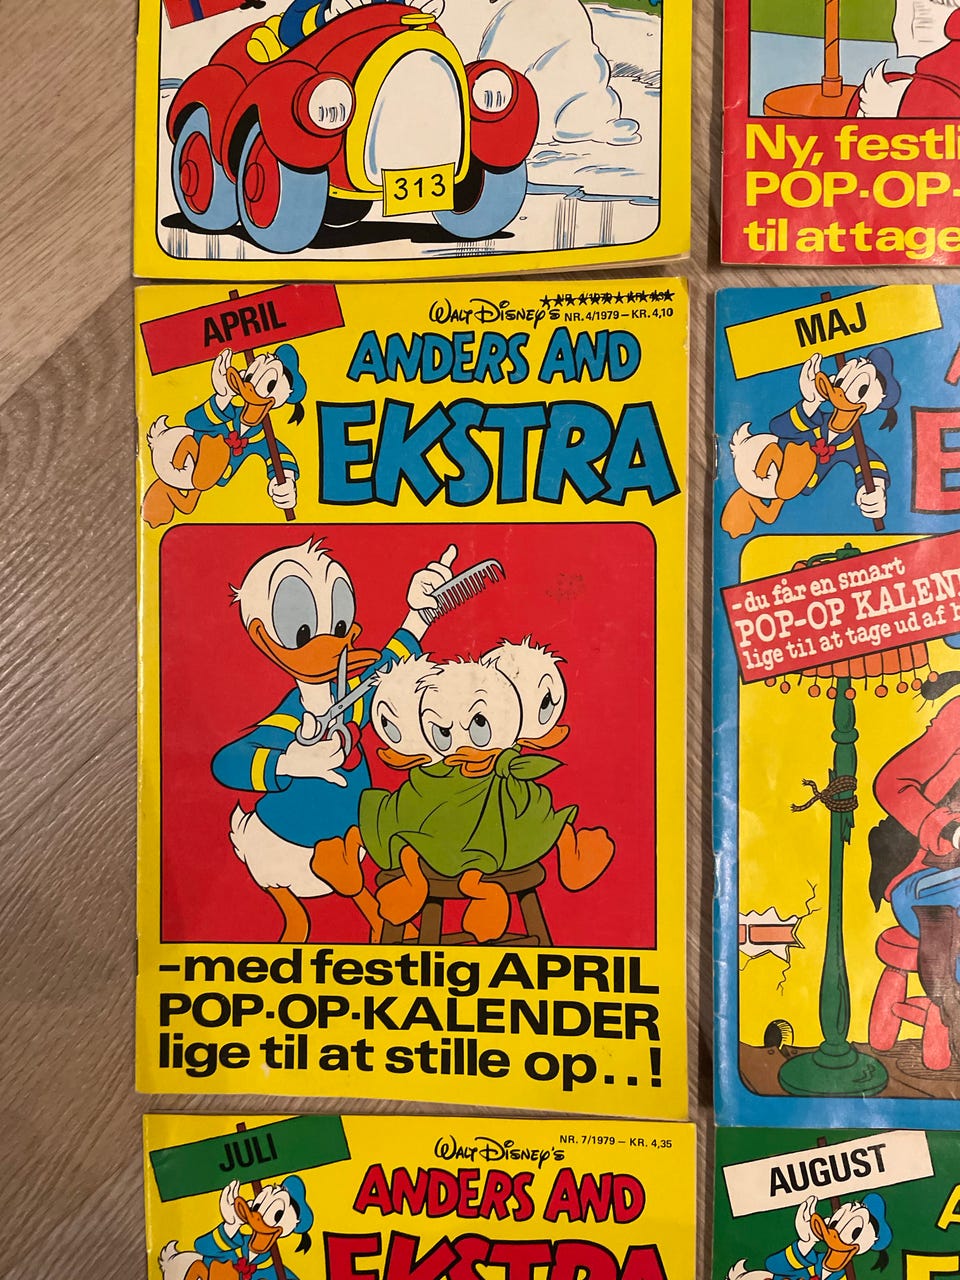 313
Ny, festli
POP-OP-
til at tage
APRIL
WALT DISNEY'S
NR. 4/1979 – KR. 4,10
ANDERS AND
EKSTRA
–med festlig APRIL
POP-OP-KALENDER
lige til at stille op...!
MAJ
E
-du får en smart
POP-OP KALEN
lige til at tage ud af b
JULI
NR. 7/1979 – KR. 4,35
WALT DISNEY'S
ANDERS AND
EKSTRA
AUGUST